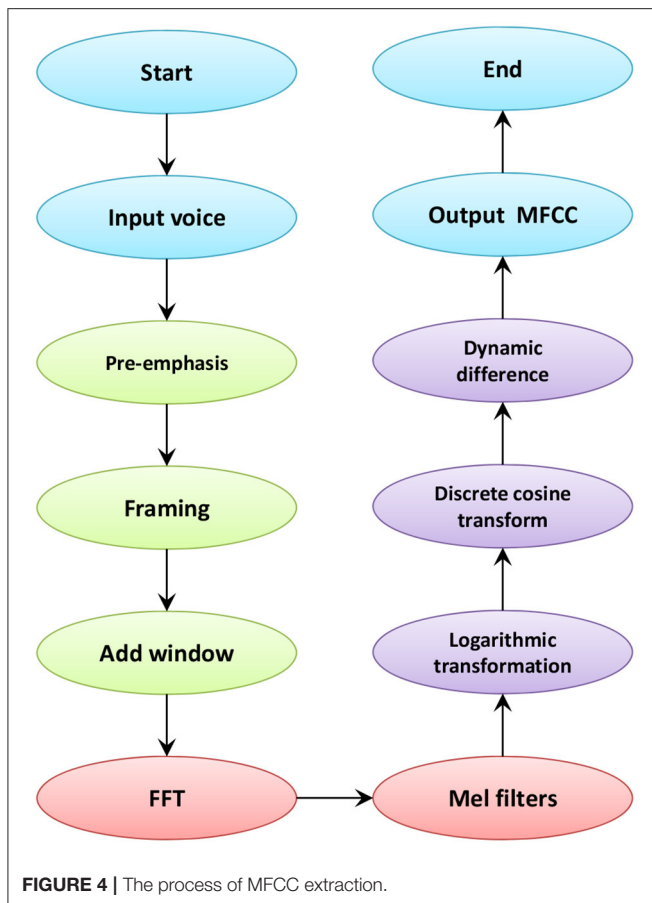 Start
Input voice
Pre-emphasis
Framing
Add window
FFT
Mel filters
Logarithmic
transformation
Discrete cosine
transform
Dynamic
difference
Output MFCC
End
FIGURE 4 | The process of MFCC extraction.